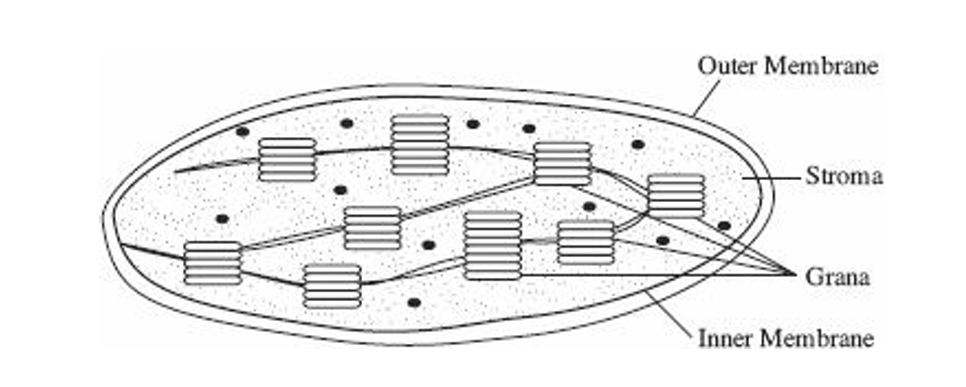 Outer Membrane
Stroma
Grana
Inner Membrane